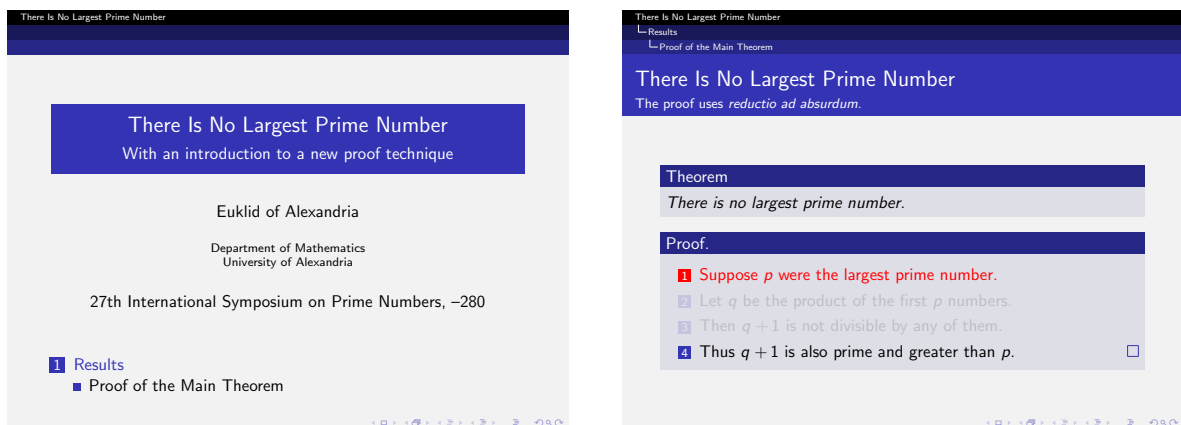 There Is No Largest Prime Number
There Is No Largest Prime Number
With an introduction to a new proof technique
Euklid of Alexandria
Department of Mathematics
University of Alexandria
27th International Symposium on Prime Numbers, –280
1 Results
Proof of the Main Theorem
There Is No Largest Prime Number
Results
Proof of the Main Theorem
There Is No Largest Prime Number
The proof uses reductio ad absurdum.
Theorem
There is no largest prime number.
Proof.
1 Suppose p were the largest prime number.
2 Let q be the product of the first p numbers.
3 Then q + 1 is not divisible by any of them.
4 Thus q + 1 is also prime and greater than p. □